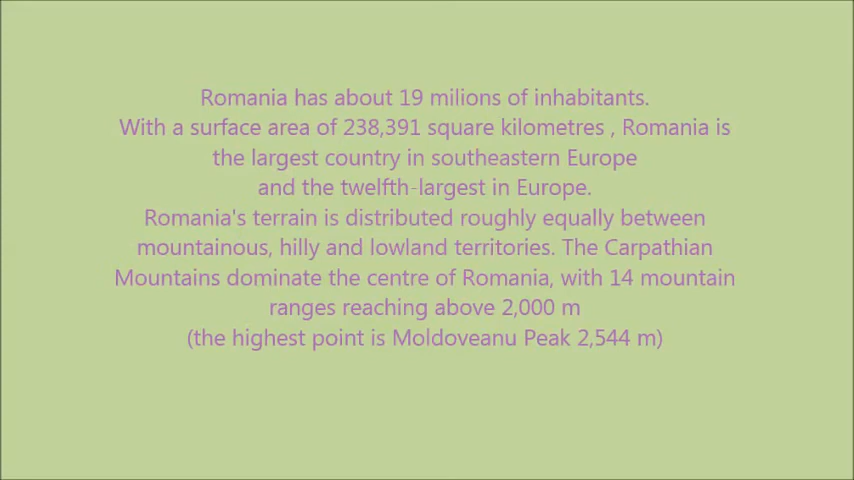 Romania has about 19 milions of inhabitants.
With a surface area of 238,391 square kilometres , Romania is
the largest country in southeastern Europe
and the twelfth-largest in Europe.
Romania's terrain is distributed roughly equally between
mountainous, hilly and lowland territories. The Carpathian
Mountains dominate the centre of Romania, with 14 mountain
ranges reaching above 2,000 m
(the highest point is Moldoveanu Peak 2,544 m)